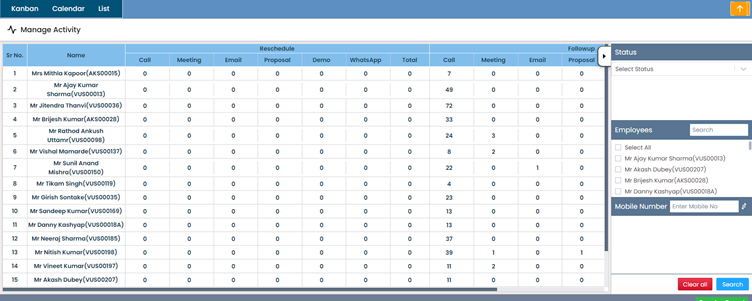 Kanban Calendar List
Manage Activity
Sr No. Name Reschedule Followup
Call Meeting Email Proposal Demo WhatsApp Total Call Meeting Email Proposal
1 Mrs Mithla Kapoor(AKS00015) 0 0 0 0 0 0 0 7 0 0 0
2 Mr Ajay Kumar Sharma(VUS00013) 0 0 0 0 0 0 0 49 0 0 0
3 Mr Jitendra Thanvi(VUS00036) 0 0 0 0 0 0 0 72 0 0 0
4 Mr Brijesh Kumar(AKS00028) 0 0 0 0 0 0 0 33 0 0 0
5 Mr Rathod Ankush Uttamr(VUS00098) 0 0 0 0 0 0 0 24 3 0 0
6 Mr Vishal Mamarde(VUS00137) 0 0 0 0 0 0 0 8 2 0 0
7 Mr Sunil Anand Mishra(VUS00150) 0 0 0 0 0 0 0 22 0 1 0
8 Mr Tikam Singh(VUS00119) 0 0 0 0 0 0 0 4 0 0 0
9 Mr Girish Sontake(VUS00035) 0 0 0 0 0 0 0 23 0 0 0
10 Mr Sandeep Kumar(VUS00169) 0 0 0 0 0 0 0 13 0 0 0
11 Mr Danny Kashyap(VUS00018A) 0 0 0 0 0 0 0 13 0 0 0
12 Mr Neeraj Sharma(VUS00185) 0 0 0 0 0 0 0 37 0 0 0
13 Mr Nitish Kumar(VUS00198) 0 0 0 0 0 0 0 39 1 0 1
14 Mr Vineet Kumar(VUS00197) 0 0 0 0 0 0 0 11 2 0 0
15 Mr Akash Dubey(VUS00207) 0 0 0 0 0 0 0 11 0 0 0
Status
Select Status
Employees Search
Select All
Mr Ajay Kumar Sharma(VUS00013)
Mr Akash Dubey(VUS00207)
Mr Brijesh Kumar(AKS00028)
Mr Danny Kashyap(VUS00018A)
Mobile Number Enter Mobile No
Clear all Search